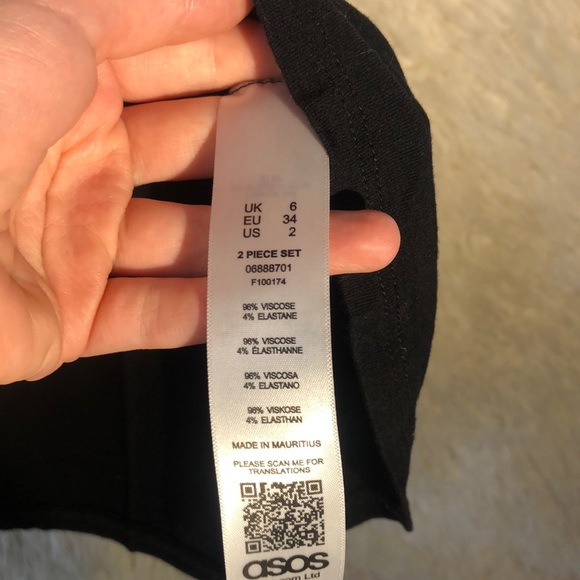 UK 6
EU 34
US 2
2 PIECE SET
06888701
F100174
96% VISCOSE
4% ELASTANE
96% VISCOSE
4% ÉLASTHANNE
96% VISCOSA
4% ELASTANO
96% VISKOSE
4% ELASTHAN
MADE IN MAURITIUS
PLEASE SCAN ME FOR
TRANSLATIONS
asos
Ltd